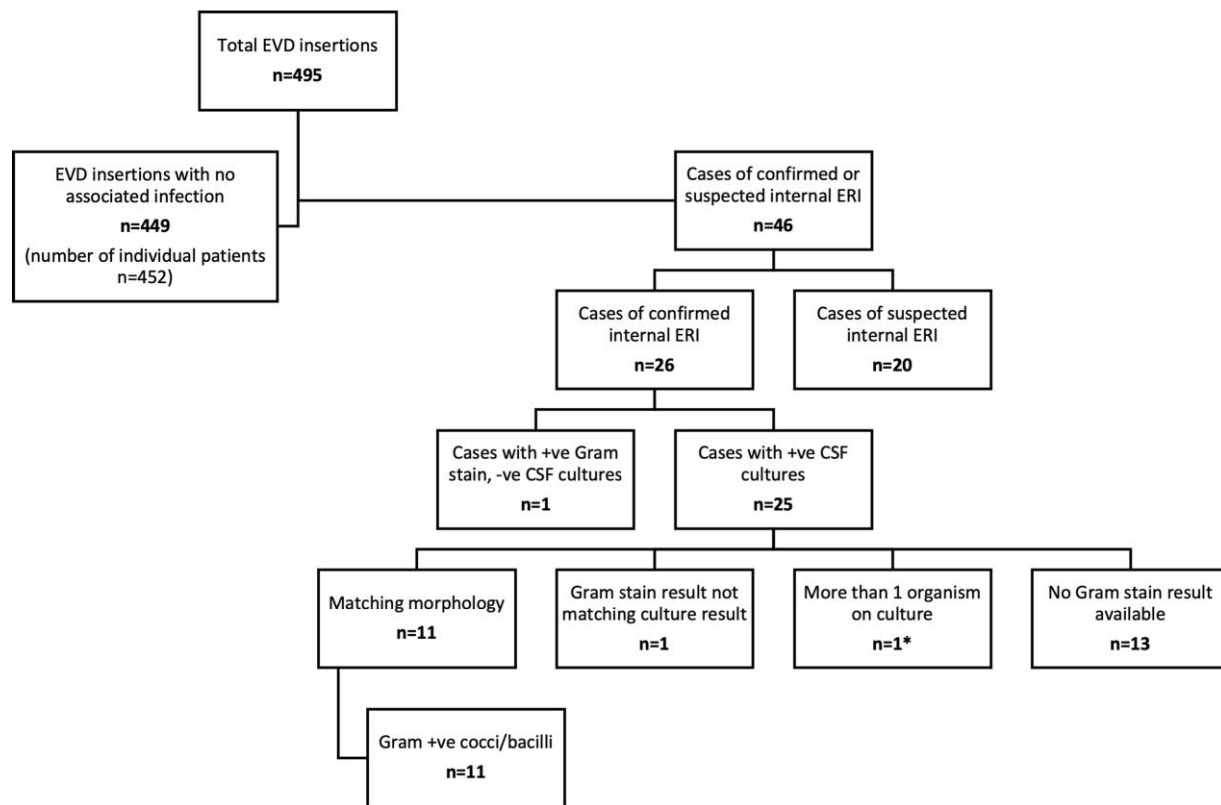 Total EVD insertions
n=495
EVD insertions with no
associated infection
n=449
(number of individual patients
n=452)
Cases of confirmed or
suspected internal ERI
n=46
Cases of confirmed
internal ERI
n=26
Cases of suspected
internal ERI
n=20
Cases with +ve Gram
stain, -ve CSF cultures
n=1
Cases with +ve CSF
cultures
n=25
Matching morphology
n=11
Gram stain result not
matching culture result
n=1
More than 1 organism
on culture
n=1*
No Gram stain result
available
n=13
Gram +ve cocci/bacilli
n=11